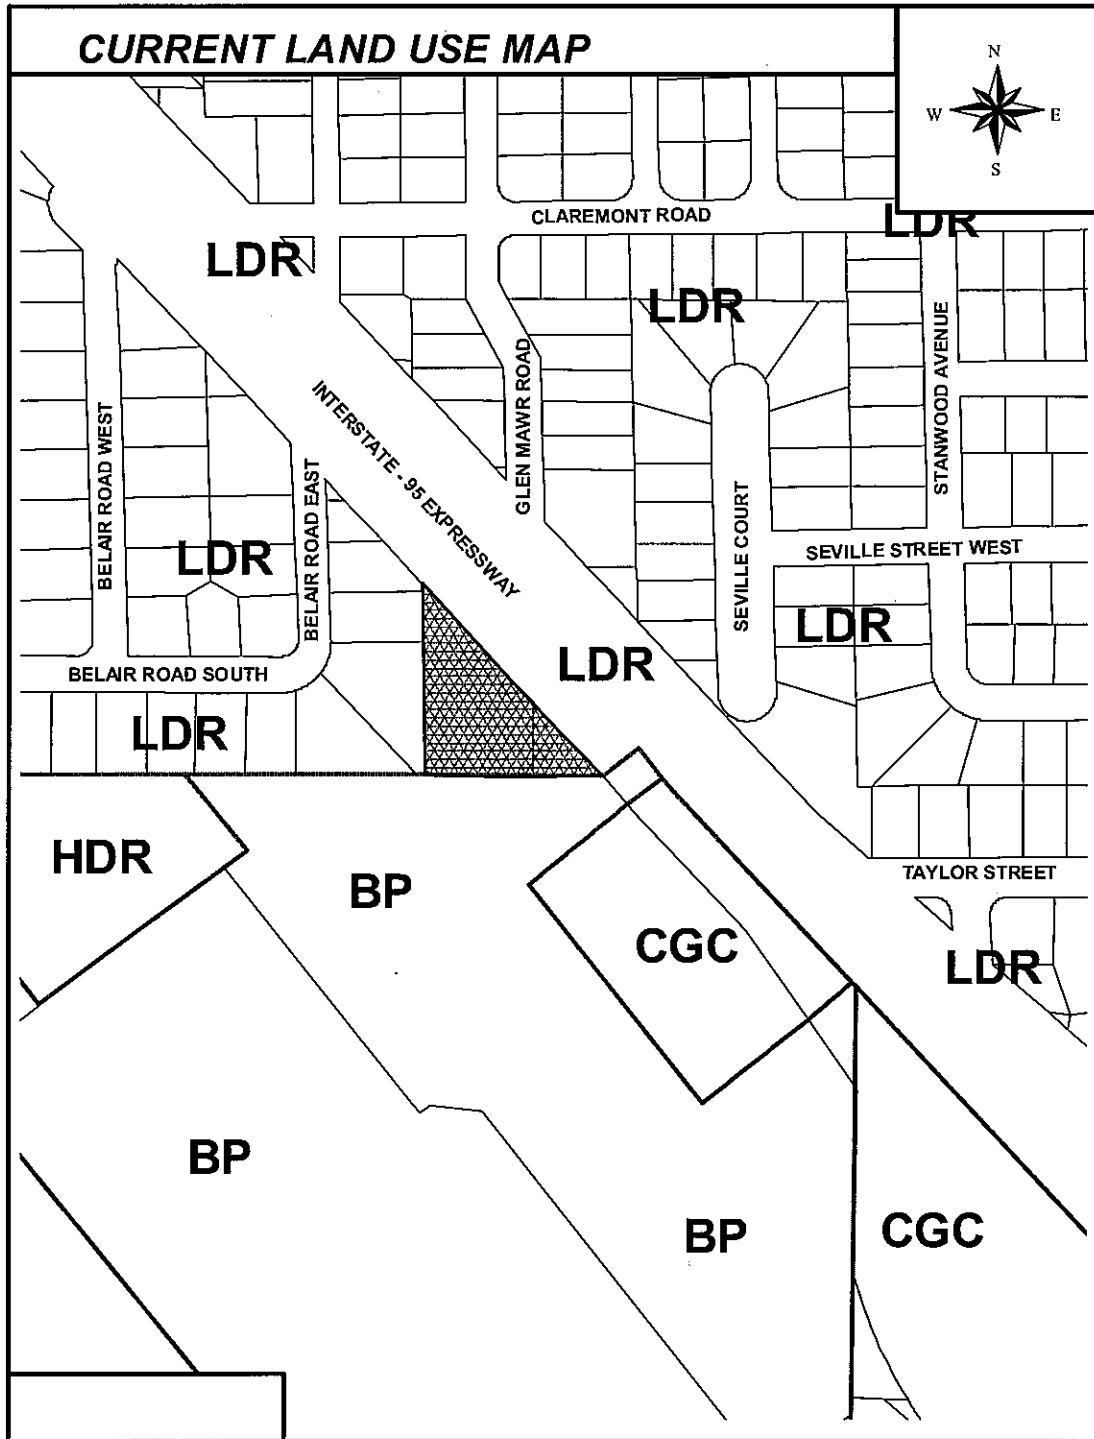 CURRENT LAND USE MAP
N
W E
S
CLAREMONT ROAD
LDR
LDR
LDR
STANWOOD AVENUE
INTERSTATE - 95 EXPRESSWAY
GLEN MAWR ROAD
BELAIR ROAD WEST
BELAIR ROAD EAST
SEVILLE COURT
SEVILLE STREET WEST
LDR
LDR
LDR
BELAIR ROAD SOUTH
LDR
HDR
BP
TAYLOR STREET
CGC
LDR
BP
BP
CGC